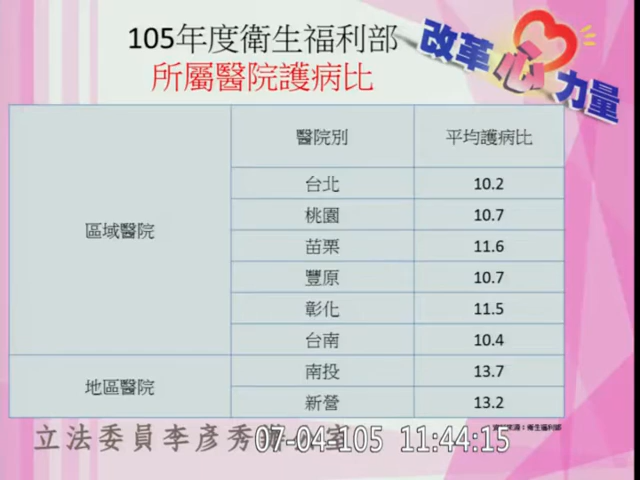 105年度衛生福利部
所屬醫院護病比
改革心力量
醫院別 平均護病比
區域醫院
台北 10.2
桃園 10.7
苗栗 11.6
豐原 10.7
彰化 11.5
台南 10.4
地區醫院
南投 13.7
新營 13.2
資料來源：衛生福利部
立法委員李彥秀 室
07-04-105 11:44:15